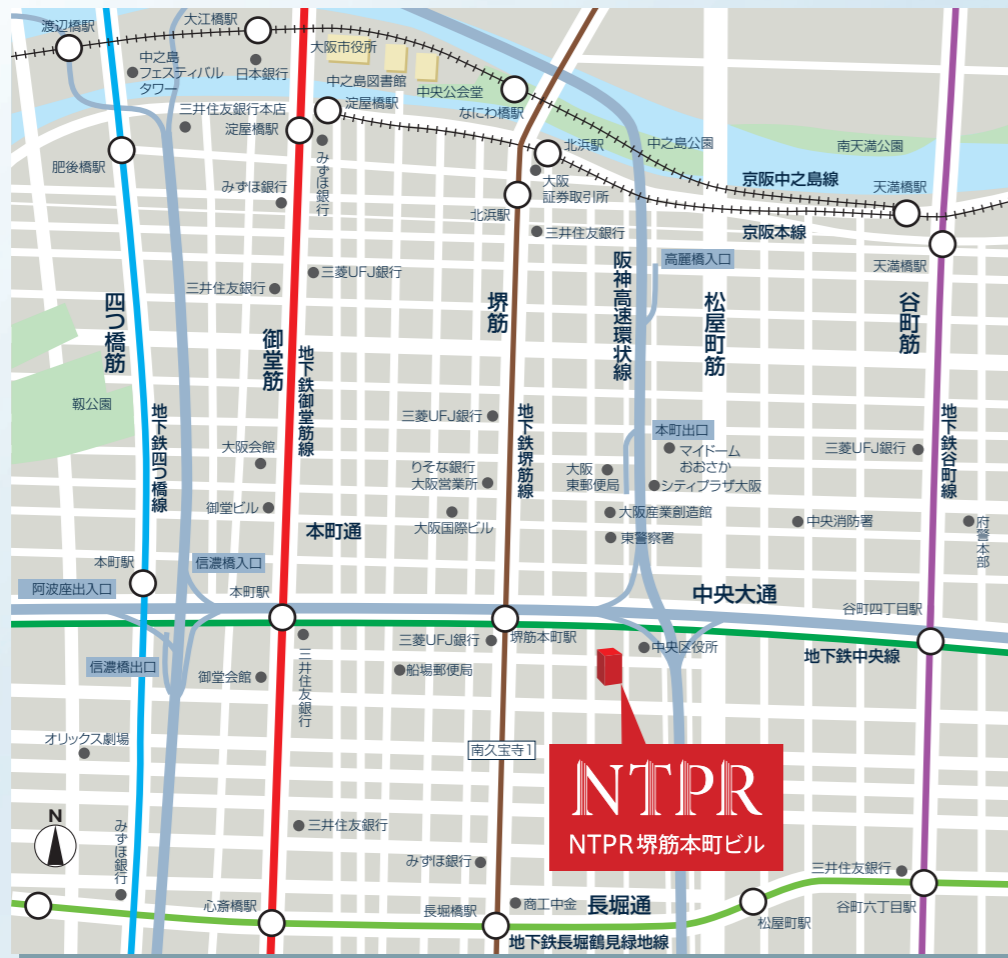 渡辺橋駅
大江橋駅
中之島
フェスティバル
タワー
日本銀行
大阪市役所
中之島図書館
中央公会堂
なにわ橋駅
三井住友銀行本店
淀屋橋駅
淀屋橋駅
みずほ銀行
肥後橋駅
みずほ銀行
北浜駅
大阪
証券取引所
北浜駅
三井住友銀行
中之島公園
南天満公園
京阪中之島線
天満橋駅
京阪本線
天満橋駅
三井住友銀行
三菱UFJ銀行
阪神高速環状線
高麗橋入口
四つ橋筋
御堂筋
堺筋
松屋町筋
谷町筋
地下鉄御堂筋線
靱公園
地下鉄四つ橋線
三菱UFJ銀行
地下鉄堺筋線
本町出口
地下鉄谷町線
大阪会館
りそな銀行
大阪営業所
大阪
東郵便局
マイドーム
おおさか
シティプラザ大阪
三菱UFJ銀行
御堂ビル
大阪国際ビル
大阪産業創造館
中央消防署
府警本部
本町通
東警察署
本町駅
信濃橋入口
阿波座出入口
本町駅
中央大通
谷町四丁目駅
三菱UFJ銀行
堺筋本町駅
中央区役所
地下鉄中央線
信濃橋出口
御堂会館
三井住友銀行
船場郵便局
オリックス劇場
南久宝寺1
NTPR
NTPR堺筋本町ビル
N
みずほ銀行
三井住友銀行
みずほ銀行
三井住友銀行
心斎橋駅
長堀橋駅
商工中金
長堀通
松屋町駅
谷町六丁目駅
地下鉄長堀鶴見緑地線